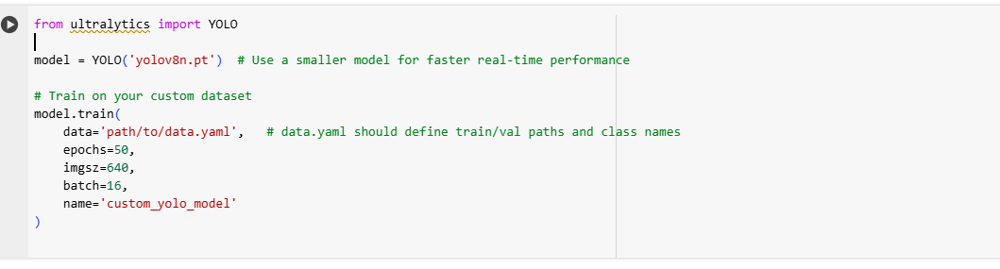 from ultralytics import YOLO
model = YOLO('yolov8n.pt')  # Use a smaller model for faster real-time performance
# Train on your custom dataset
model.train(
    data='path/to/data.yaml',   # data.yaml should define train/val paths and class names
    epochs=50,
    imgsz=640,
    batch=16,
    name='custom_yolo_model'
)